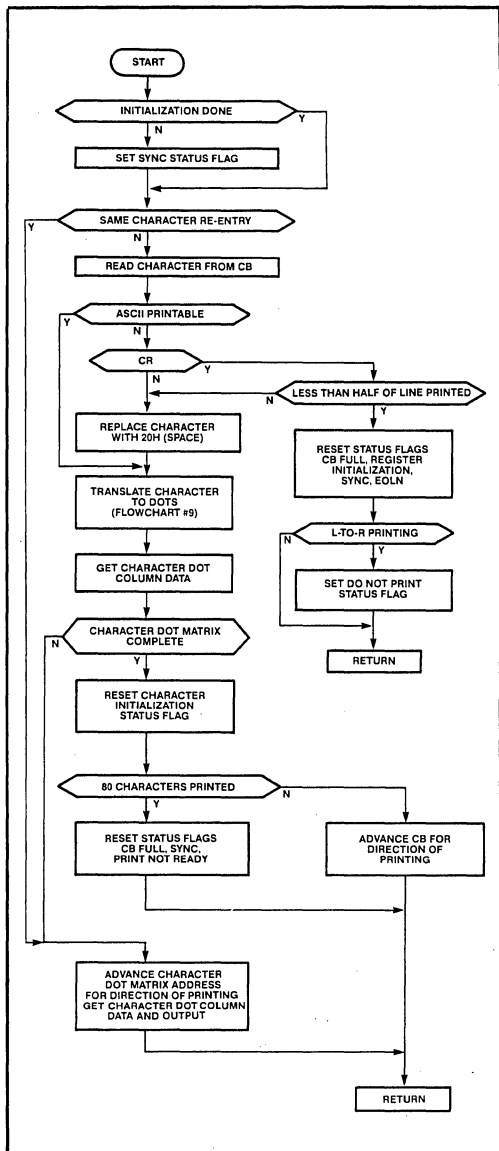 START
INITIALIZATION DONE
Y
N
SET SYNC STATUS FLAG
SAME CHARACTER RE-ENTRY
Y
N
READ CHARACTER FROM CB
ASCII PRINTABLE
Y
N
CR
Y
N
LESS THAN HALF OF LINE PRINTED
N
Y
REPLACE CHARACTER
WITH 20H (SPACE)
RESET STATUS FLAGS
CB FULL, REGISTER
INITIALIZATION,
SYNC, EOLN
TRANSLATE CHARACTER
TO DOTS
(FLOWCHART #9)
L-TO-R PRINTING
N
Y
GET CHARACTER DOT
COLUMN DATA
SET DO NOT PRINT
STATUS FLAG
CHARACTER DOT MATRIX
COMPLETE
N
Y
RETURN
RESET CHARACTER
INITIALIZATION
STATUS FLAG
80 CHARACTERS PRINTED
N
Y
RESET STATUS FLAGS
CB FULL, SYNC,
PRINT NOT READY
ADVANCE CB FOR
DIRECTION OF
PRINTING
ADVANCE CHARACTER
DOT MATRIX ADDRESS
FOR DIRECTION OF PRINTING
GET CHARACTER DOT COLUMN
DATA AND OUTPUT
RETURN